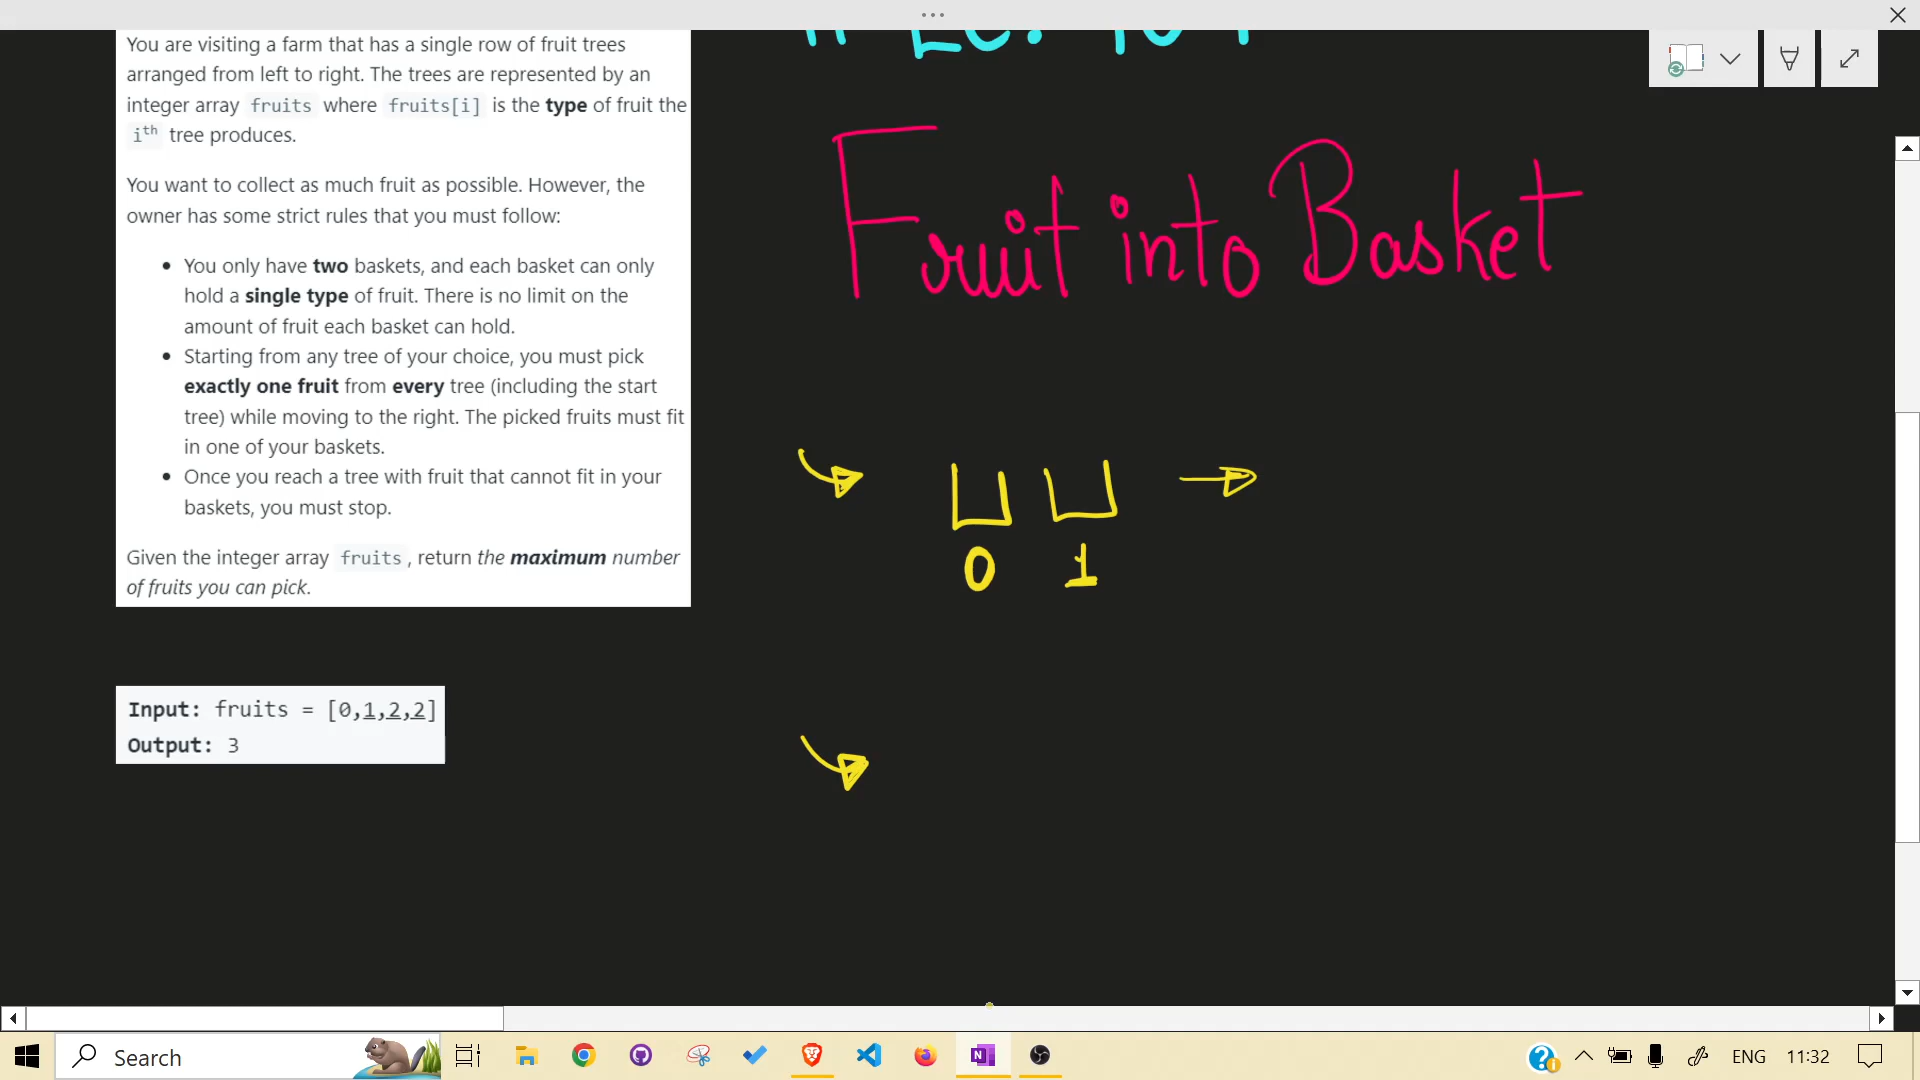 You are visiting a farm that has a single row of fruit trees
arranged from left to right. The trees are represented by an
integer array fruits where fruits[i] is the type of fruit the
ith tree produces.
You want to collect as much fruit as possible. However, the
owner has some strict rules that you must follow:
• You only have two baskets, and each basket can only
hold a single type of fruit. There is no limit on the
amount of fruit each basket can hold.
• Starting from any tree of your choice, you must pick
exactly one fruit from every tree (including the start
tree) while moving to the right. The picked fruits must fit
in one of your baskets.
• Once you reach a tree with fruit that cannot fit in your
baskets, you must stop.
Given the integer array fruits, return the maximum number
of fruits you can pick.
Input: fruits = [0,1,2,2]
Output: 3
Fruit into Basket
0 1
Search
ENG 11:32